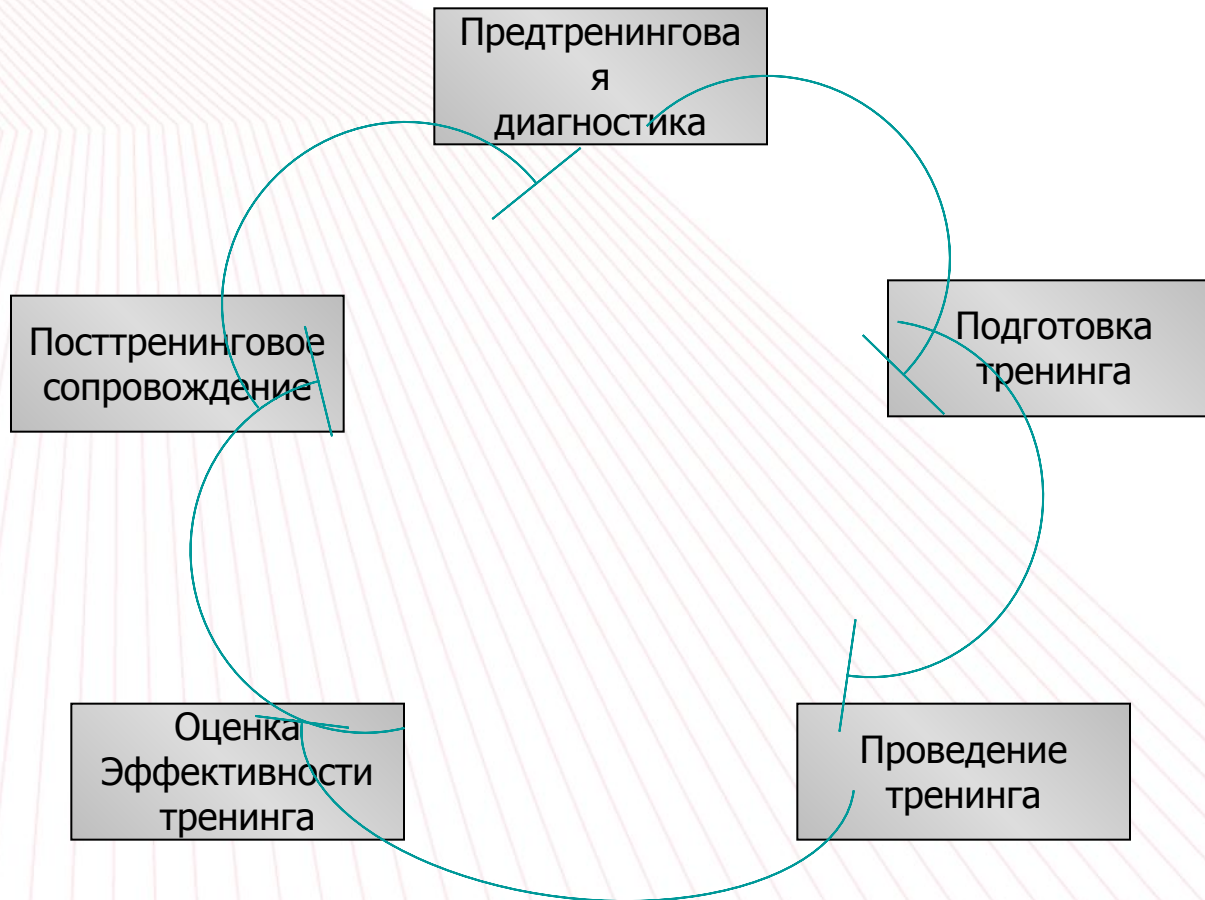 Предтренингова
я
диагностика
Посттренинговое
сопровождение
Подготовка
тренинга
Оценка
Эффективности
тренинга
Проведение
тренинга